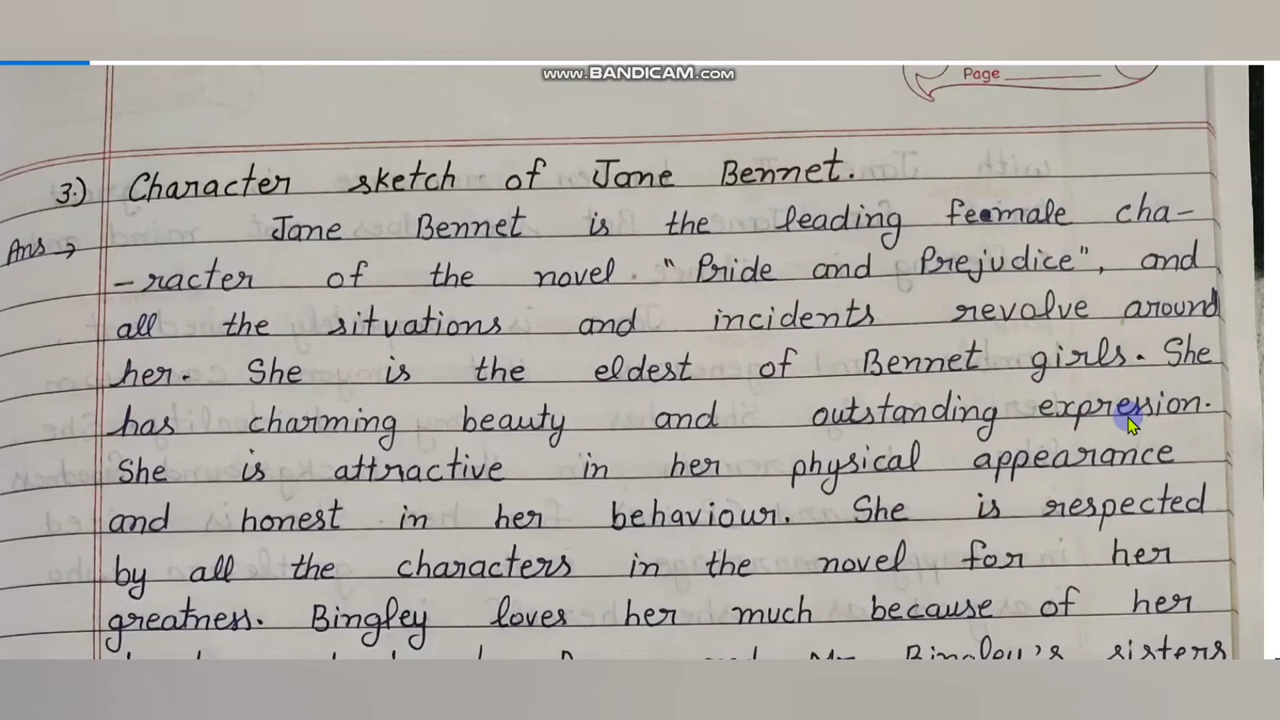 www.BANDICAM.com
Page
3.) Character sketch of Jane Bennet.
Ans → Jane Bennet is the leading feemale cha-
-racter of the novel. "Pride and Prejudice", and
all the situations and incidents revolve around
her. She is the eldest of Bennet girls. She
has charming beauty and outstanding expression.
She is attractive in her physical appearance
and honest in her behaviour. She is respected
by all the characters in the novel for her
greatness. Bingley loves her much because of her
Bingley's sisters